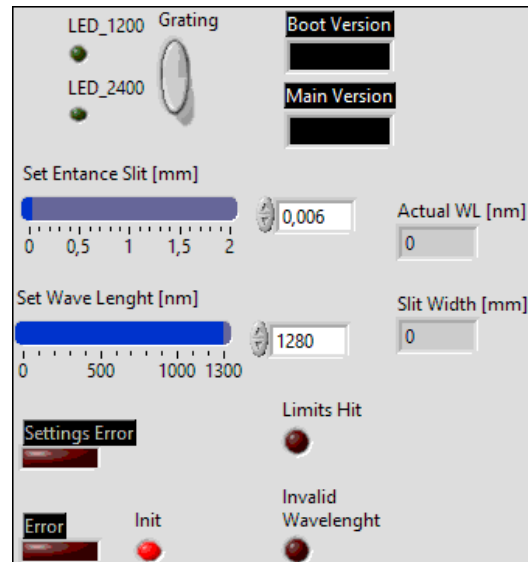 LED_1200
Grating
Boot Version
LED_2400
Main Version
Set Entance Slit [mm]
0,006
0 0,5 1 1,5 2
Actual WL [nm]
0
Set Wave Lenght [nm]
1280
0 500 1000 1300
Slit Width [mm]
0
Limits Hit
Settings Error
Invalid
Wavelenght
Error
Init